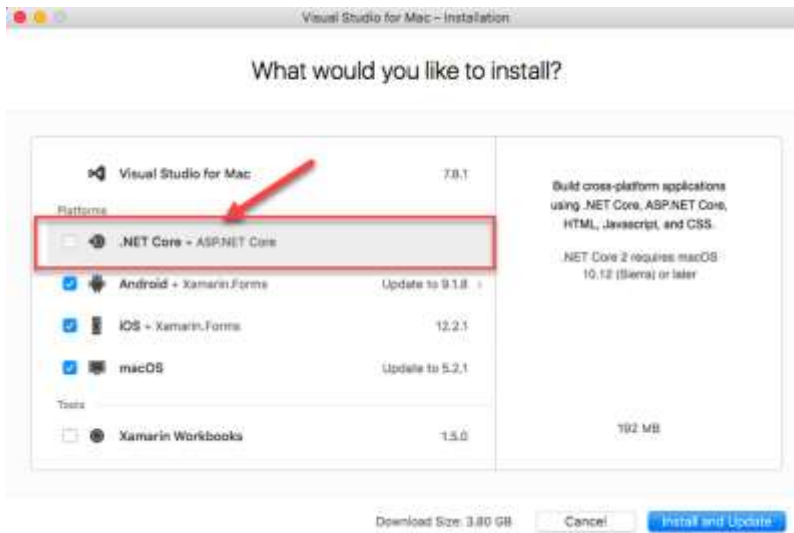 Visual Studio for Mac – Installation
What would you like to install?
Visual Studio for Mac 7.8.1
Platforms
.NET Core + ASP.NET Core
Android + Xamarin.Forms Update to 9.1.8 ›
iOS + Xamarin.Forms 12.2.1
macOS Update to 5.2.1
Tools
Xamarin Workbooks 1.5.0
Build cross-platform applications
using .NET Core, ASP.NET Core,
HTML, Javascript, and CSS.
.NET Core 2 requires macOS
10.12 (Sierra) or later
192 MB
Download Size: 3.80 GB Cancel Install and Update